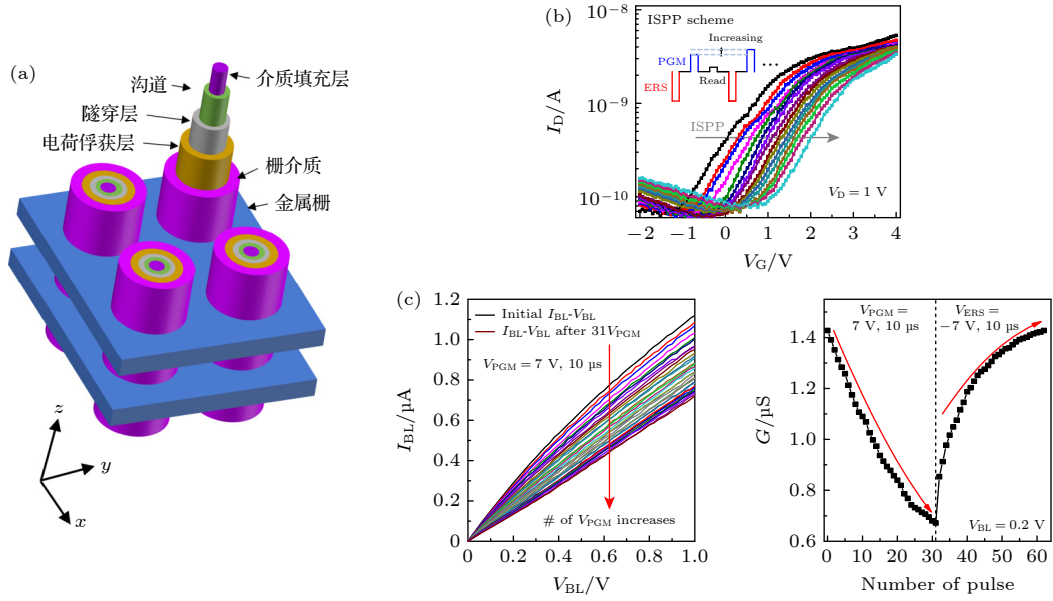 (a)
介质填充层
沟道
隧穿层
电荷俘获层
栅介质
金属栅
z
y
x
(b)
ISPP scheme
Increasing
PGM
Read
ERS
...
ISPP
V_D = 1 V
I_D/A
10⁻⁸
10⁻⁹
10⁻¹⁰
−2 −1 0 1 2 3 4
V_G/V
(c)
Initial I_BL-V_BL
I_BL-V_BL after 31V_PGM
V_PGM = 7 V, 10 μs
# of V_PGM increases
I_BL/μA
1.2
1.0
0.8
0.6
0.4
0.2
0
0 0.2 0.4 0.6 0.8 1.0
V_BL/V
V_PGM =
7 V, 10 μs
V_ERS =
−7 V, 10 μs
V_BL = 0.2 V
G/μS
1.4
1.2
1.0
0.8
0.6
0 10 20 30 40 50 60
Number of pulse